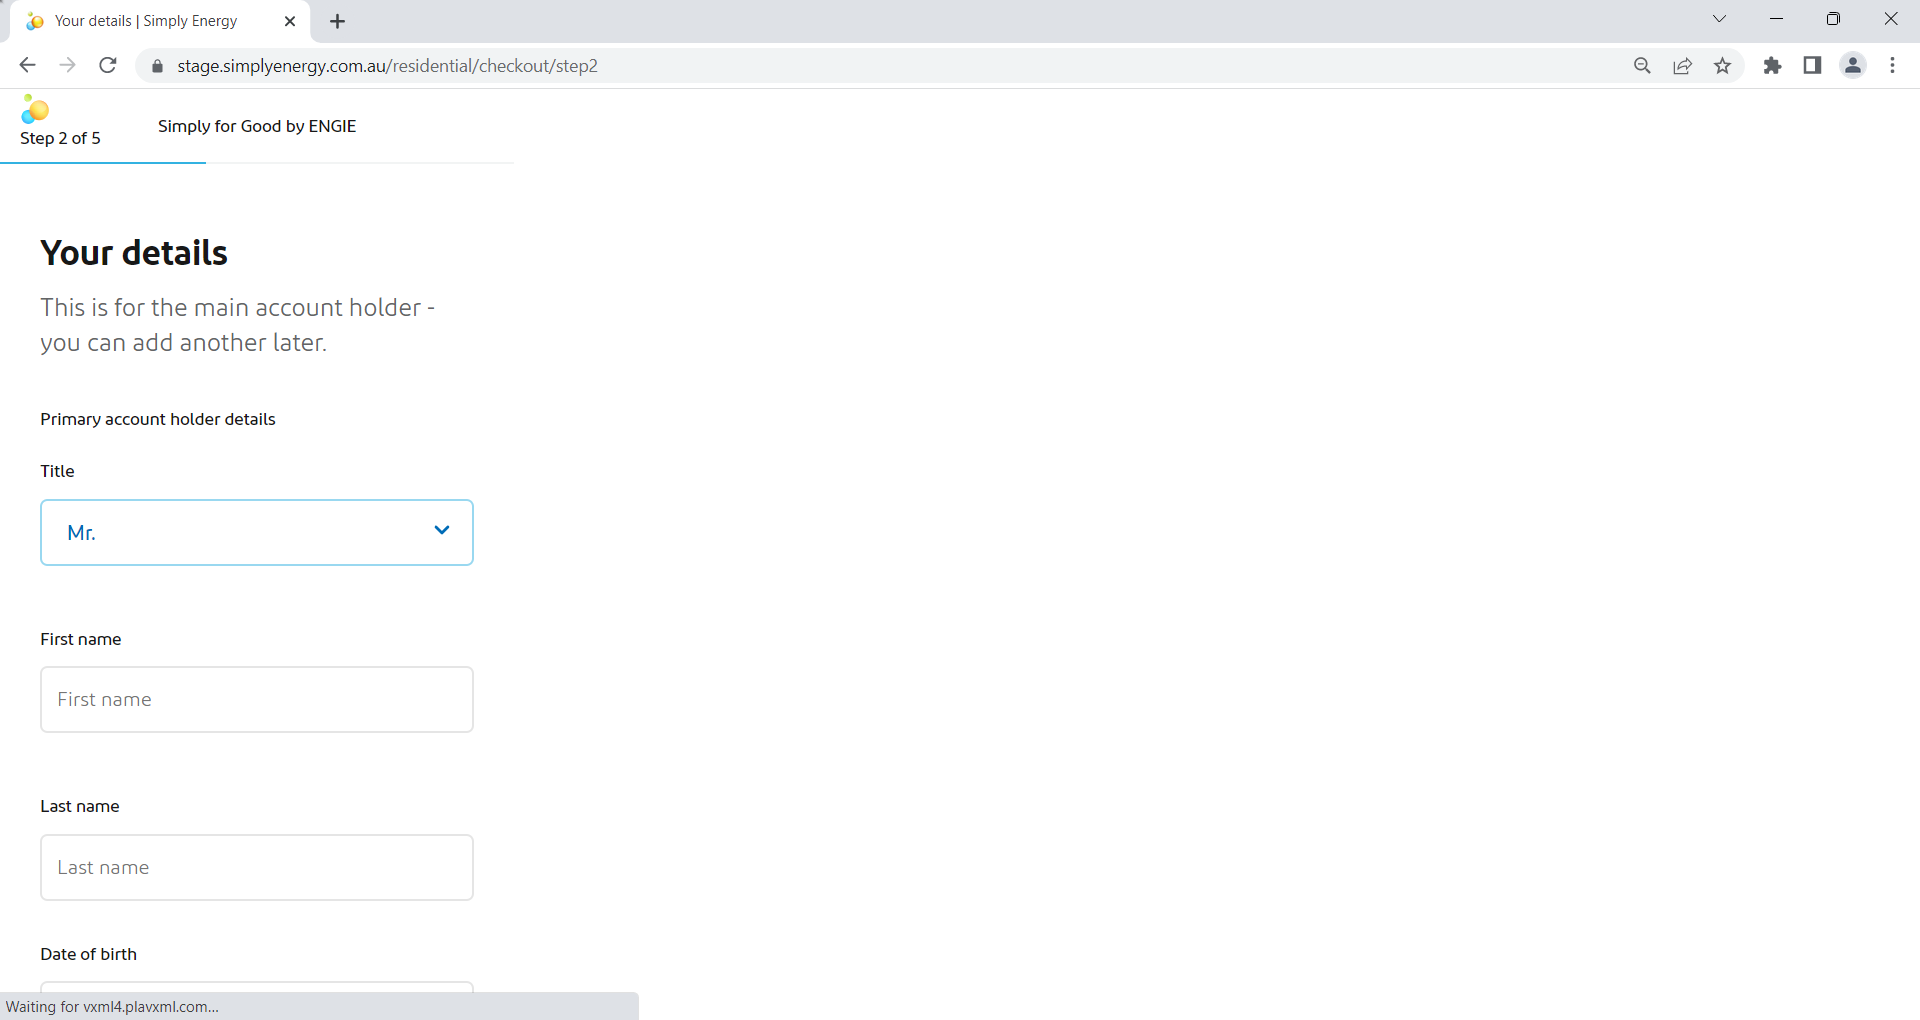 Your details | Simply Energy
stage.simplyenergy.com.au/residential/checkout/step2
Step 2 of 5
Simply for Good by ENGIE
Your details
This is for the main account holder -
you can add another later.
Primary account holder details
Title
Mr.
First name
First name
Last name
Last name
Date of birth
Waiting for vxml4.plavxml.com...